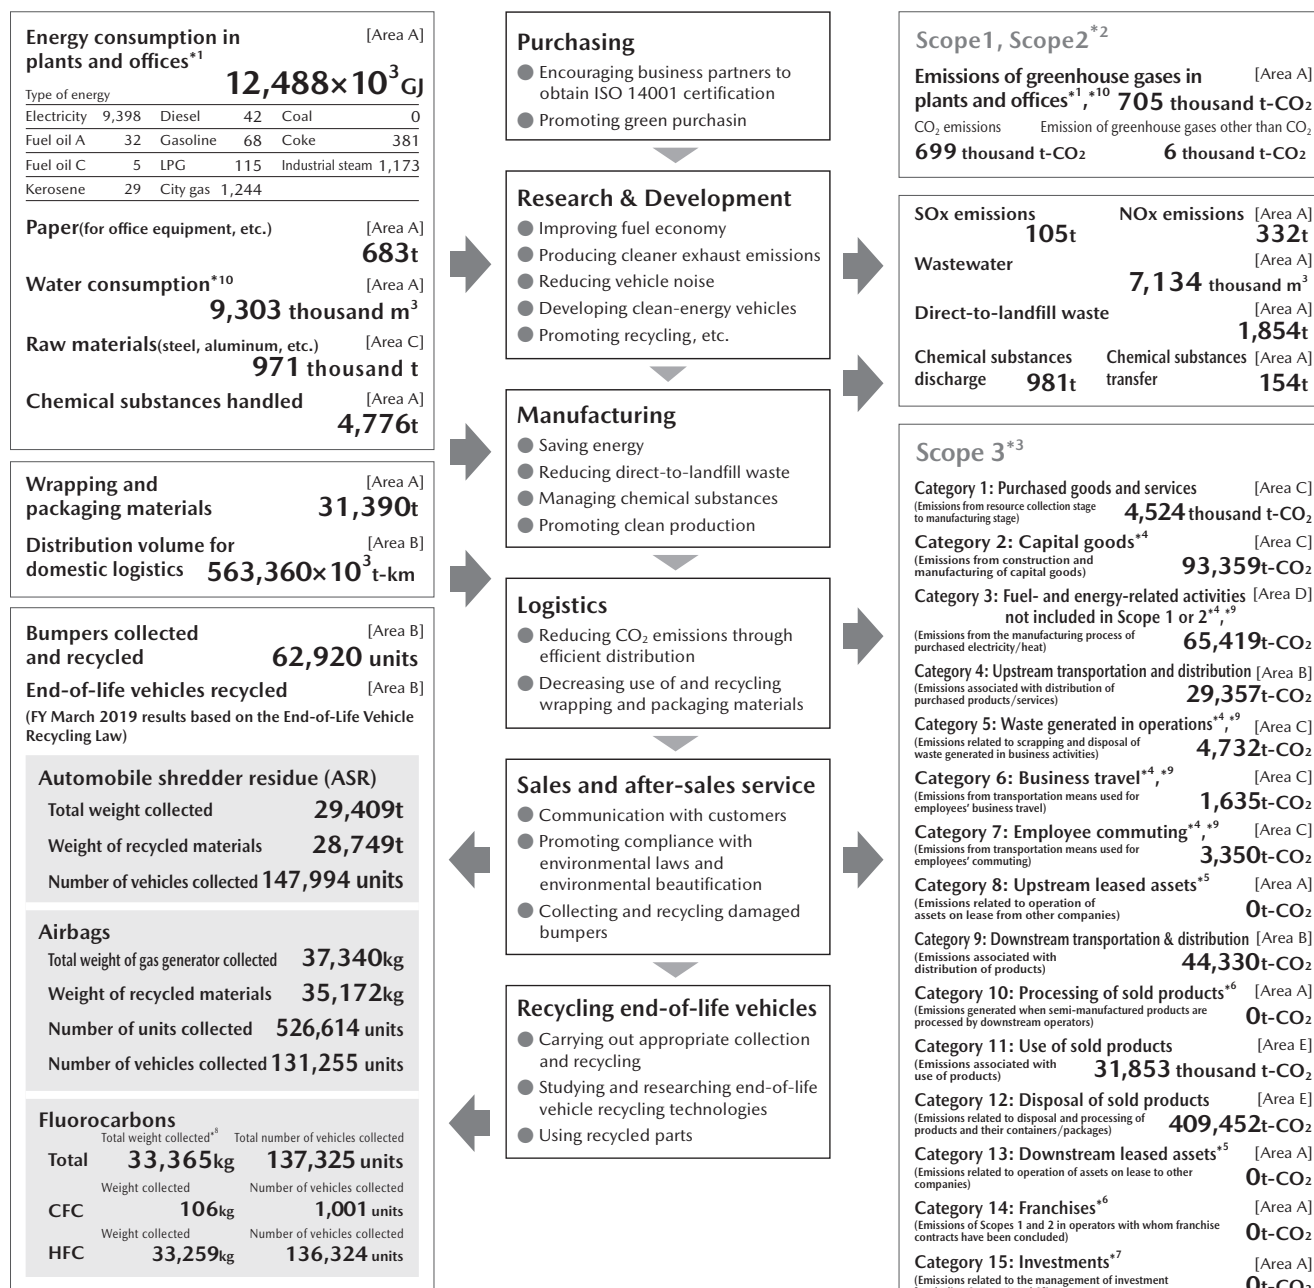 Energy consumption in [Area A]
plants and offices*1
12,488×10³GJ
Type of energy
Electricity 9,398 Diesel 42 Coal 0
Fuel oil A 32 Gasoline 68 Coke 381
Fuel oil C 5 LPG 115 Industrial steam 1,173
Kerosene 29 City gas 1,244
Paper(for office equipment, etc.) [Area A]
683t
Water consumption*10 [Area A]
9,303 thousand m³
Raw materials(steel, aluminum, etc.) [Area C]
971 thousand t
Chemical substances handled [Area A]
4,776t
Wrapping and [Area A]
packaging materials 31,390t
Distribution volume for [Area B]
domestic logistics 563,360×10³t-km
Bumpers collected [Area B]
and recycled 62,920 units
End-of-life vehicles recycled [Area B]
(FY March 2019 results based on the End-of-Life Vehicle
Recycling Law)
Automobile shredder residue (ASR)
Total weight collected 29,409t
Weight of recycled materials 28,749t
Number of vehicles collected 147,994 units
Airbags
Total weight of gas generator collected 37,340kg
Weight of recycled materials 35,172kg
Number of units collected 526,614 units
Number of vehicles collected 131,255 units
Fluorocarbons
Total weight collected*8 Total number of vehicles collected
Total 33,365kg 137,325 units
Weight collected Number of vehicles collected
CFC 106kg 1,001 units
Weight collected Number of vehicles collected
HFC 33,259kg 136,324 units
Purchasing
● Encouraging business partners to
obtain ISO 14001 certification
● Promoting green purchasin
Research & Development
● Improving fuel economy
● Producing cleaner exhaust emissions
● Reducing vehicle noise
● Developing clean-energy vehicles
● Promoting recycling, etc.
Manufacturing
● Saving energy
● Reducing direct-to-landfill waste
● Managing chemical substances
● Promoting clean production
Logistics
● Reducing CO₂ emissions through
efficient distribution
● Decreasing use of and recycling
wrapping and packaging materials
Sales and after-sales service
● Communication with customers
● Promoting compliance with
environmental laws and
environmental beautification
● Collecting and recycling damaged
bumpers
Recycling end-of-life vehicles
● Carrying out appropriate collection
and recycling
● Studying and researching end-of-life
vehicle recycling technologies
● Using recycled parts
Scope1, Scope2*2
Emissions of greenhouse gases in [Area A]
plants and offices*1,*10 705 thousand t-CO₂
CO₂ emissions Emission of greenhouse gases other than CO₂
699 thousand t-CO₂ 6 thousand t-CO₂
SOx emissions NOx emissions [Area A]
105t 332t
Wastewater [Area A]
7,134 thousand m³
Direct-to-landfill waste [Area A]
1,854t
Chemical substances Chemical substances [Area A]
discharge 981t transfer 154t
Scope 3*3
Category 1: Purchased goods and services [Area C]
(Emissions from resource collection stage
to manufacturing stage) 4,524 thousand t-CO₂
Category 2: Capital goods*4 [Area C]
(Emissions from construction and
manufacturing of capital goods) 93,359t-CO₂
Category 3: Fuel- and energy-related activities [Area D]
not included in Scope 1 or 2*4,*9
(Emissions from the manufacturing process of
purchased electricity/heat) 65,419t-CO₂
Category 4: Upstream transportation and distribution [Area B]
(Emissions associated with distribution of
purchased products/services) 29,357t-CO₂
Category 5: Waste generated in operations*4,*9 [Area C]
(Emissions related to scrapping and disposal of
waste generated in business activities) 4,732t-CO₂
Category 6: Business travel*4,*9 [Area C]
(Emissions from transportation means used for
employees' business travel) 1,635t-CO₂
Category 7: Employee commuting*4,*9 [Area C]
(Emissions from transportation means used for
employees' commuting) 3,350t-CO₂
Category 8: Upstream leased assets*5 [Area A]
(Emissions related to operation of
assets on lease from other companies) 0t-CO₂
Category 9: Downstream transportation & distribution [Area B]
(Emissions associated with
distribution of products) 44,330t-CO₂
Category 10: Processing of sold products*6 [Area A]
(Emissions generated when semi-manufactured products are
processed by downstream operators) 0t-CO₂
Category 11: Use of sold products [Area E]
(Emissions associated with
use of products) 31,853 thousand t-CO₂
Category 12: Disposal of sold products [Area E]
(Emissions related to disposal and processing of
products and their containers/packages) 409,452t-CO₂
Category 13: Downstream leased assets*5 [Area A]
(Emissions related to operation of assets on lease to other
companies) 0t-CO₂
Category 14: Franchises*6 [Area A]
(Emissions of Scopes 1 and 2 in operators with whom franchise
contracts have been concluded) 0t-CO₂
Category 15: Investments*7 [Area A]
(Emissions related to the management of investment
0t-CO₂